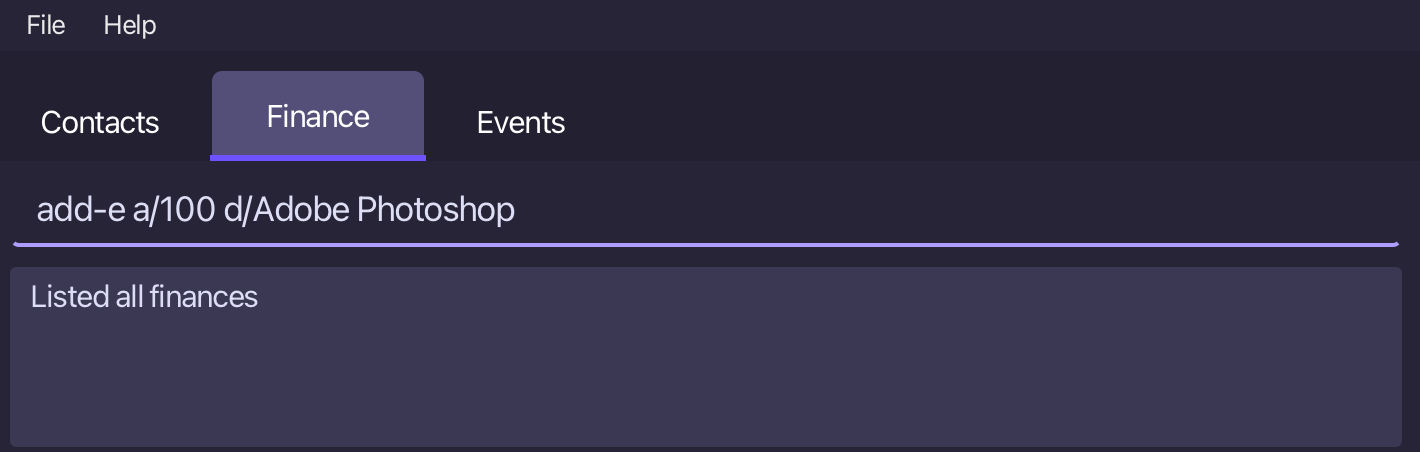 File Help
Contacts Finance Events
add-e a/100 d/Adobe Photoshop
Listed all finances